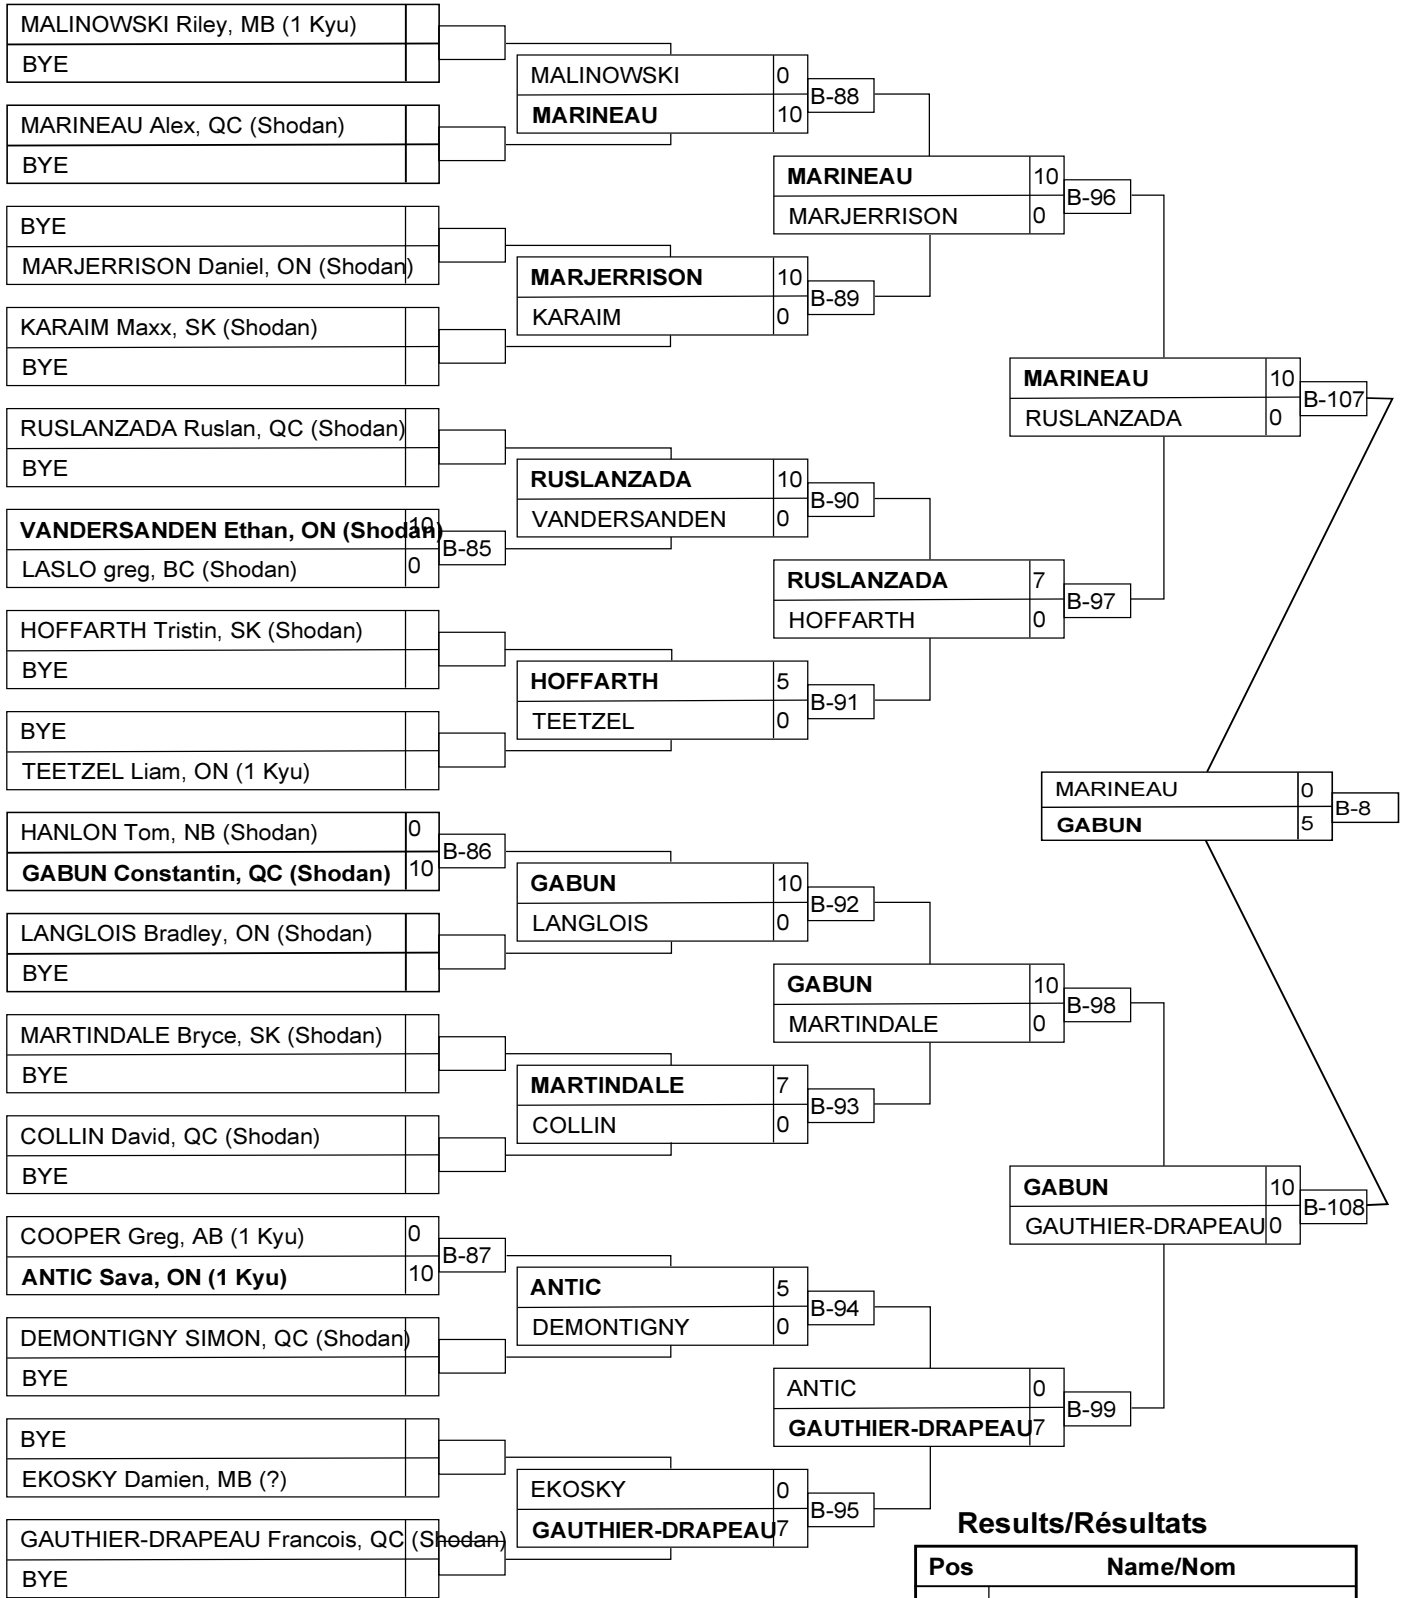 MALINOWSKI Riley, MB (1 Kyu)
BYE
MARINEAU Alex, QC (Shodan)
BYE
BYE
MARJERRISON Daniel, ON (Shodan)
KARAIM Maxx, SK (Shodan)
BYE
RUSLANZADA Ruslan, QC (Shodan)
BYE
VANDERSANDEN Ethan, ON (Shodan) 10
LASLO greg, BC (Shodan) 0
B-85
HOFFARTH Tristin, SK (Shodan)
BYE
BYE
TEETZEL Liam, ON (1 Kyu)
HANLON Tom, NB (Shodan) 0
GABUN Constantin, QC (Shodan) 10
B-86
LANGLOIS Bradley, ON (Shodan)
BYE
MARTINDALE Bryce, SK (Shodan)
BYE
COLLIN David, QC (Shodan)
BYE
COOPER Greg, AB (1 Kyu) 0
ANTIC Sava, ON (1 Kyu) 10
B-87
DEMONTIGNY SIMON, QC (Shodan)
BYE
BYE
EKOSKY Damien, MB (?)
GAUTHIER-DRAPEAU Francois, QC (Shodan)
BYE
MALINOWSKI 0
MARINEAU 10
B-88
MARJERRISON 10
KARAIM 0
B-89
RUSLANZADA 10
VANDERSANDEN 0
B-90
HOFFARTH 5
TEETZEL 0
B-91
GABUN 10
LANGLOIS 0
B-92
MARTINDALE 7
COLLIN 0
B-93
ANTIC 5
DEMONTIGNY 0
B-94
EKOSKY 0
GAUTHIER-DRAPEAU 7
B-95
MARINEAU 10
MARJERRISON 0
B-96
RUSLANZADA 7
HOFFARTH 0
B-97
GABUN 10
MARTINDALE 0
B-98
ANTIC 0
GAUTHIER-DRAPEAU 7
B-99
MARINEAU 10
RUSLANZADA 0
B-107
GABUN 10
GAUTHIER-DRAPEAU 0
B-108
MARINEAU 0
GABUN 5
B-8
Results/Résultats
Pos Name/Nom